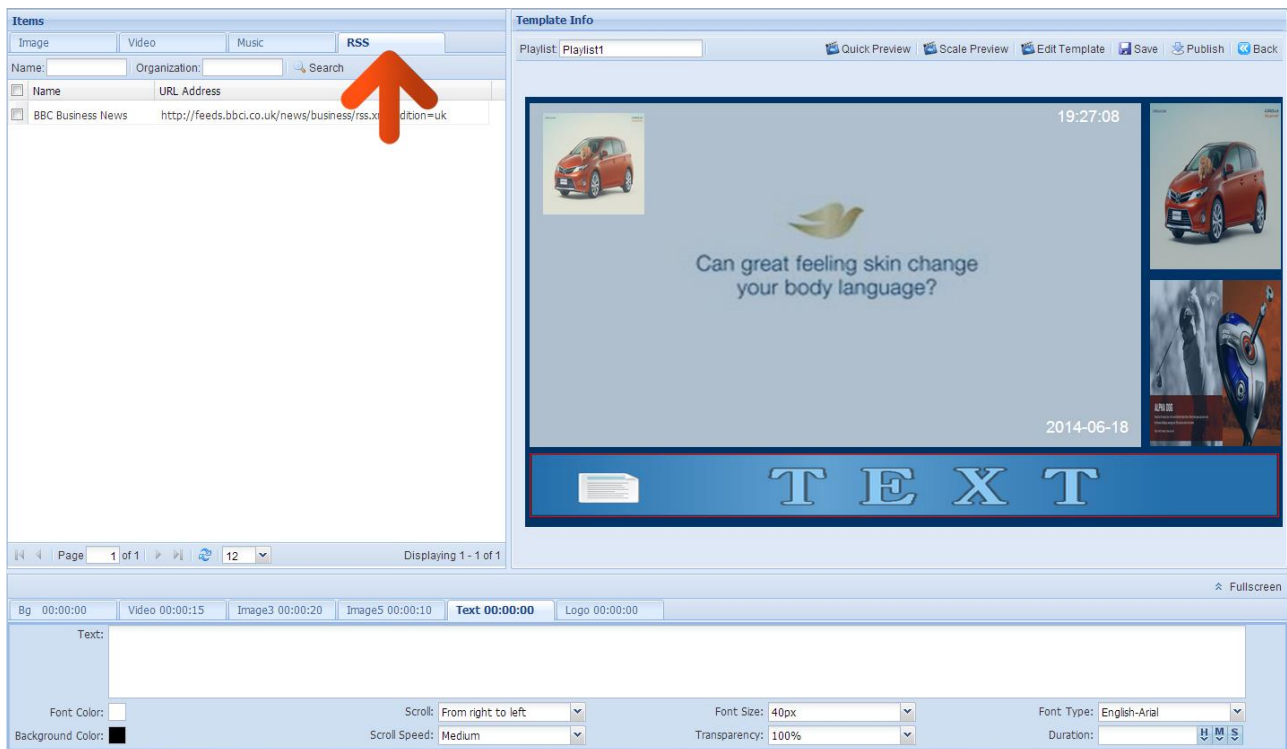 Items
Image Video Music RSS
Name: Organization: Search
Name URL Address
BBC Business News http://feeds.bbci.co.uk/news/business/rss.x dition=uk
Page 1 of 1 12 Displaying 1 - 1 of 1
Template Info
Playlist: Playlist1 Quick Preview Scale Preview Edit Template Save Publish Back
19:27:08
Can great feeling skin change
your body language?
2014-06-18
ALPHA DOG
TEXT
Fullscreen
Bg 00:00:00 Video 00:00:15 Image3 00:00:20 Image5 00:00:10 Text 00:00:00 Logo 00:00:00
Text:
Font Color: Scroll: From right to left Font Size: 40px Font Type: English-Arial
Background Color: Scroll Speed: Medium Transparency: 100% Duration: H M S